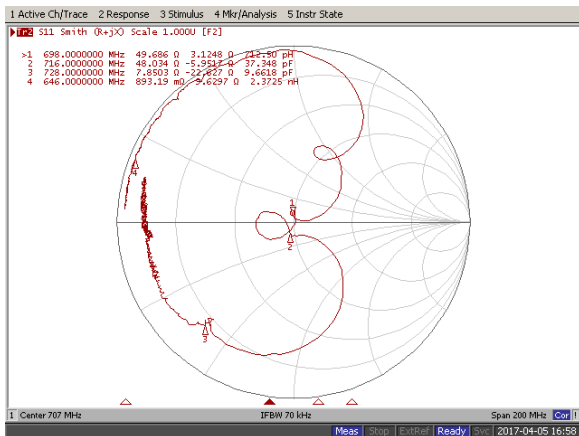 1 Active Ch/Trace 2 Response 3 Stimulus 4 Mkr/Analysis 5 Instr State
Tr2 S11 Smith (R+jX) Scale 1.000U [F2]
>1 698.0000000 MHz 49.686 Ω 3.1248 Ω 712.50 pH
2 716.0000000 MHz 48.034 Ω -5.9517 Ω 37.348 pF
3 728.0000000 MHz 7.8503 Ω -22.627 Ω 9.6618 pF
4 646.0000000 MHz 893.19 mΩ 9.6297 Ω 2.3725 nH
4
1
2
3
1 Center 707 MHz IFBW 70 kHz Span 200 MHz Cor !
Meas Stop ExtRef Ready Svc 2017-04-05 16:58